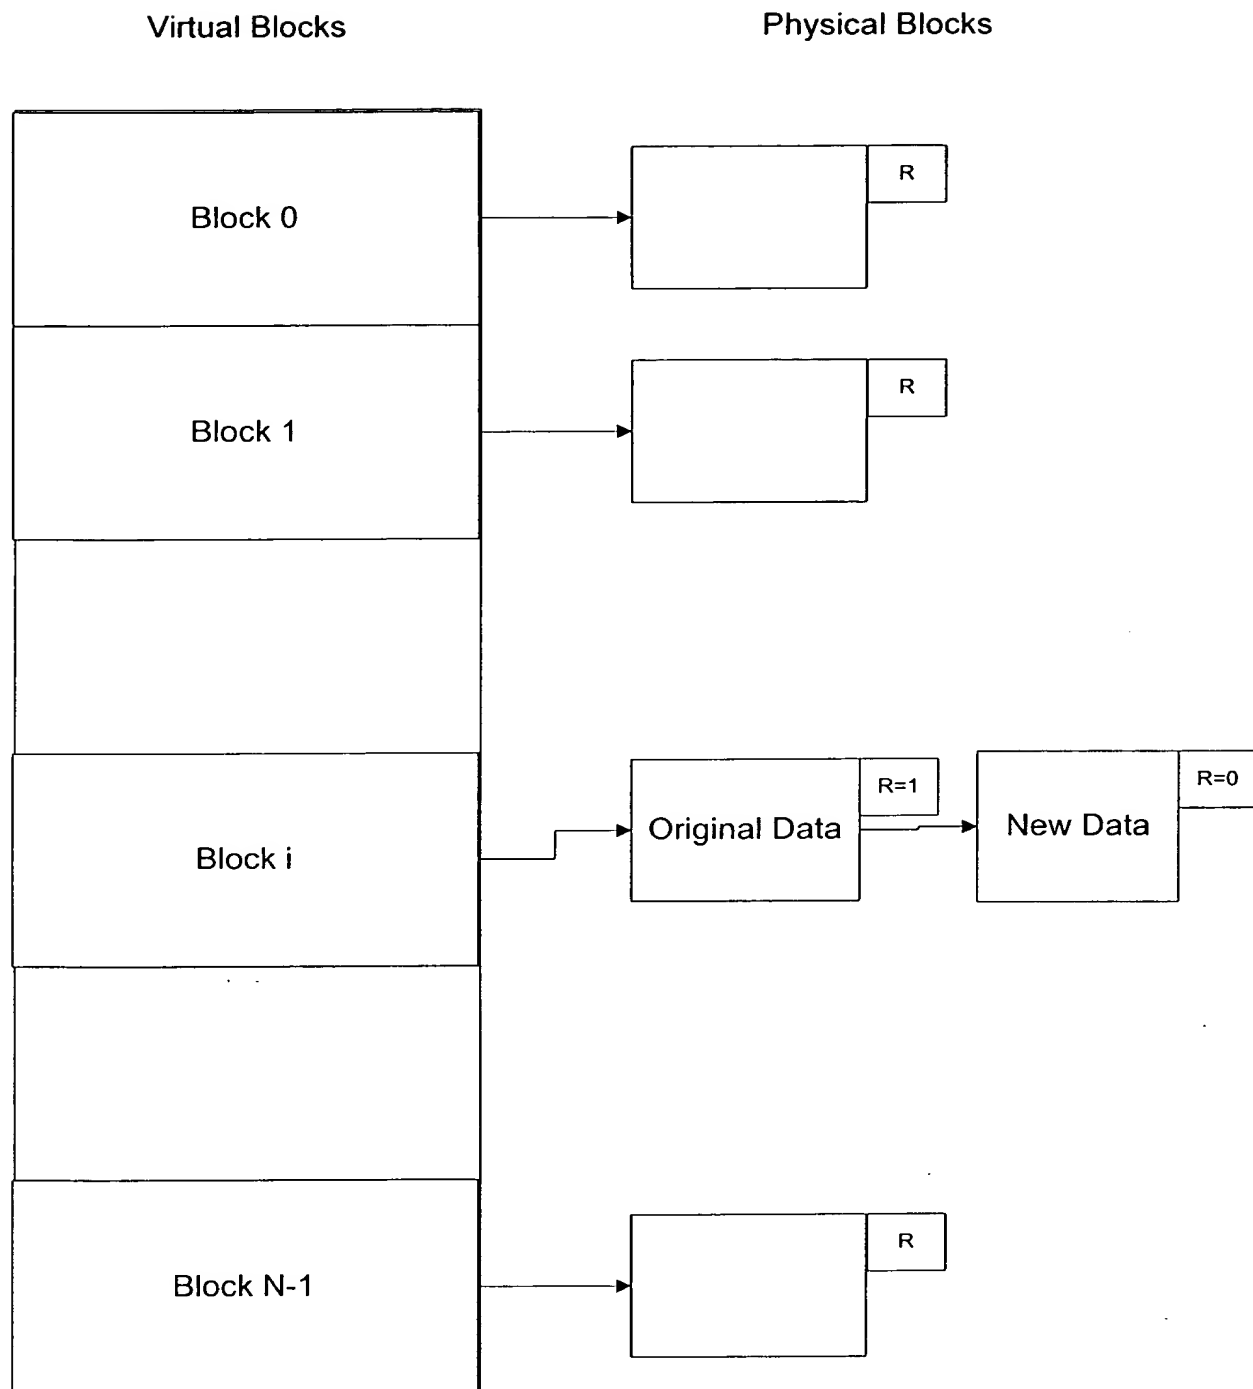 Virtual Blocks
Physical Blocks
Block 0
R
Block 1
R
Block i
Original Data
R=1
New Data
R=0
Block N-1
R